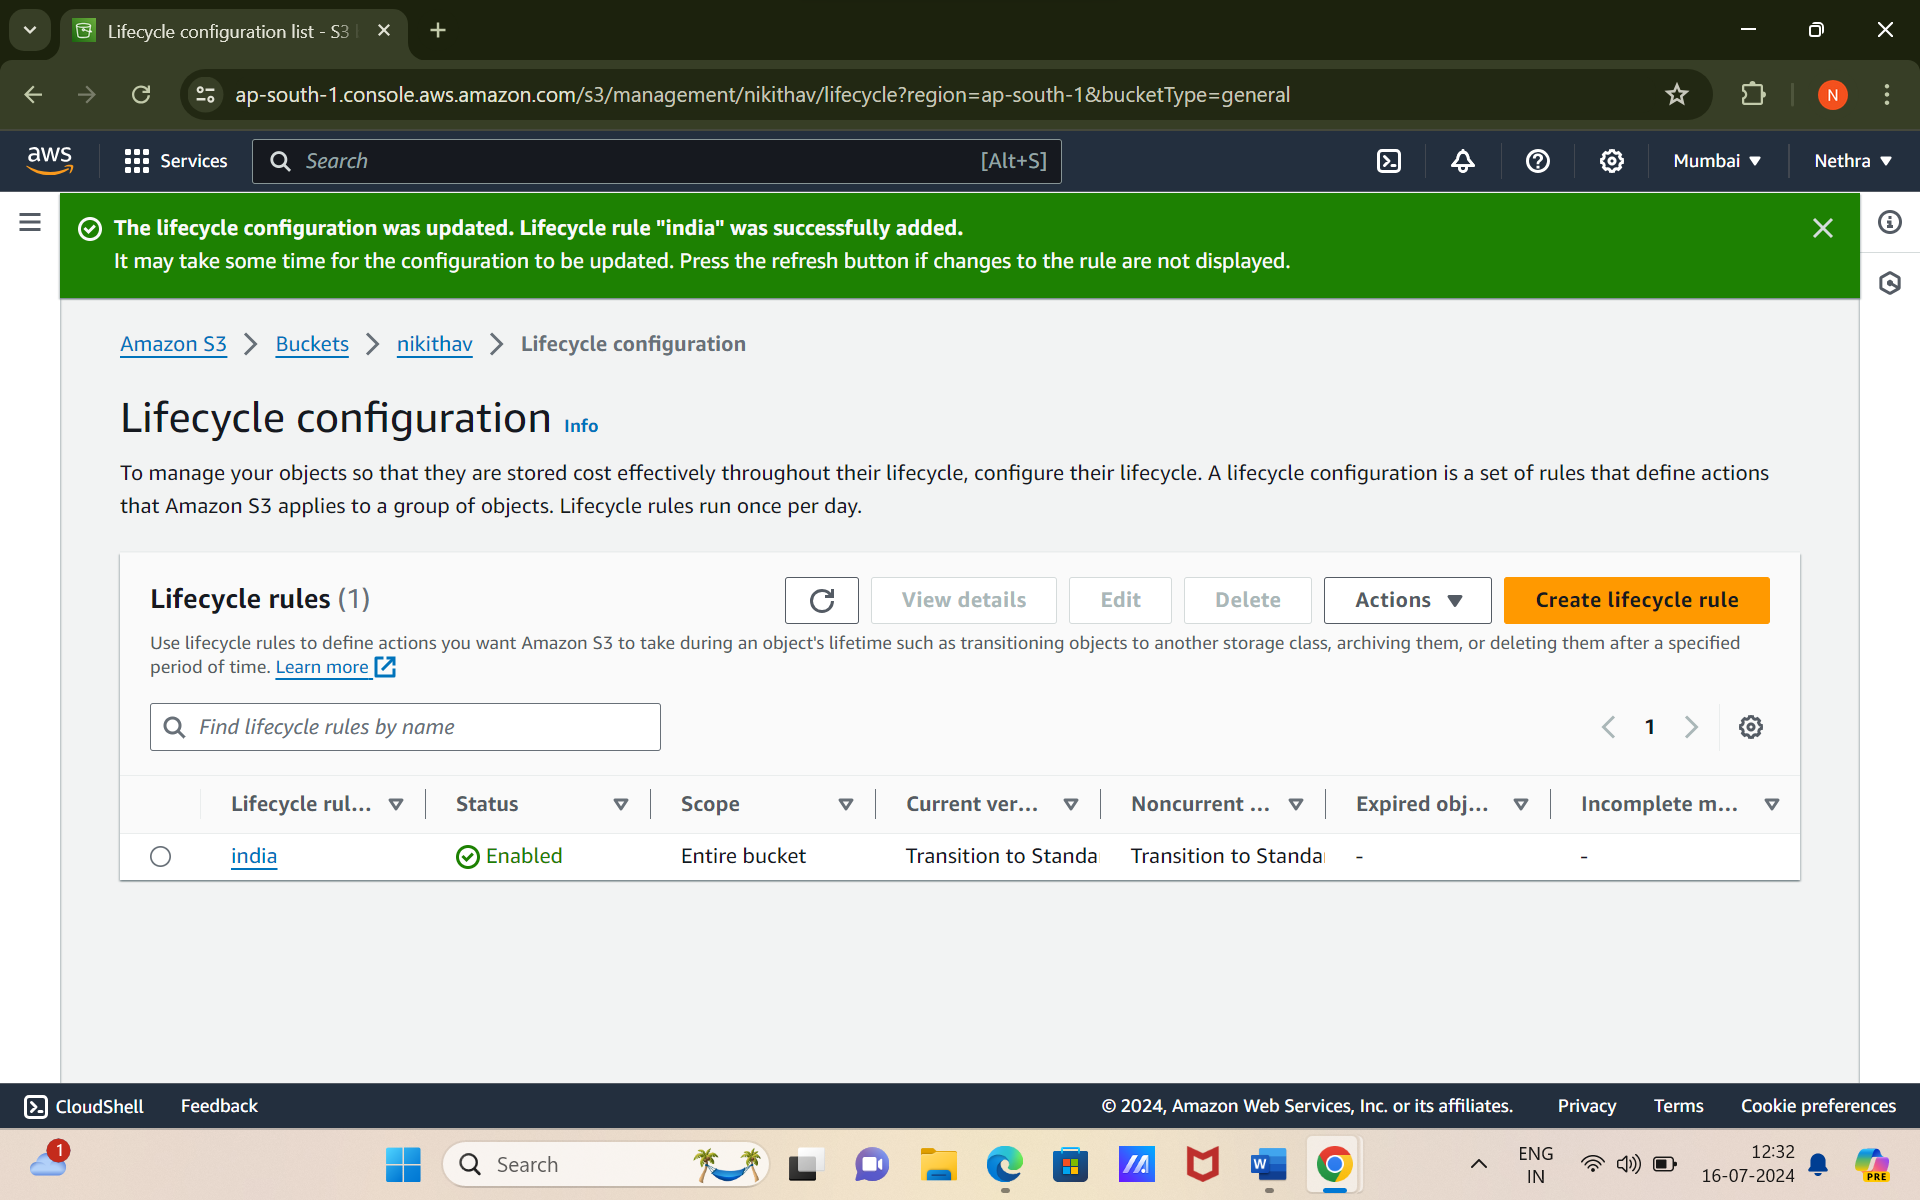 Lifecycle configuration list - S3
ap-south-1.console.aws.amazon.com/s3/management/nikithav/lifecycle?region=ap-south-1&bucketType=general
N
aws
Services
Search
[Alt+S]
Mumbai
Nethra
The lifecycle configuration was updated. Lifecycle rule "india" was successfully added.
It may take some time for the configuration to be updated. Press the refresh button if changes to the rule are not displayed.
Amazon S3
Buckets
nikithav
Lifecycle configuration
Lifecycle configuration Info
To manage your objects so that they are stored cost effectively throughout their lifecycle, configure their lifecycle. A lifecycle configuration is a set of rules that define actions
that Amazon S3 applies to a group of objects. Lifecycle rules run once per day.
Lifecycle rules (1)
View details
Edit
Delete
Actions
Create lifecycle rule
Use lifecycle rules to define actions you want Amazon S3 to take during an object's lifetime such as transitioning objects to another storage class, archiving them, or deleting them after a specified
period of time. Learn more
Find lifecycle rules by name
1
Lifecycle rul...
Status
Scope
Current ver...
Noncurrent ...
Expired obj...
Incomplete m...
india
Enabled
Entire bucket
Transition to Standa
Transition to Standa
-
-
CloudShell
Feedback
© 2024, Amazon Web Services, Inc. or its affiliates.
Privacy
Terms
Cookie preferences
1
Search
W
ENG
IN
12:32
16-07-2024
PRE